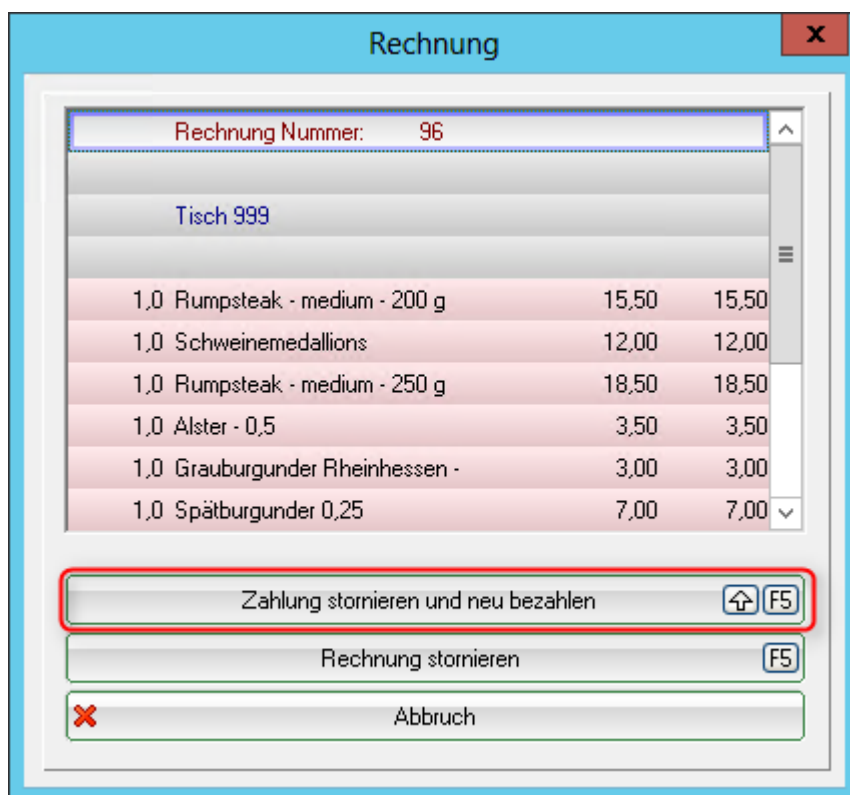 Rechnung
x
Rechnung Nummer: 96
Tisch 999
1,0 Rumpsteak - medium - 200 g 15,50 15,50
1,0 Schweinemedallions 12,00 12,00
1,0 Rumpsteak - medium - 250 g 18,50 18,50
1,0 Alster - 0,5 3,50 3,50
1,0 Grauburgunder Rheinhessen - 3,00 3,00
1,0 Spätburgunder 0,25 7,00 7,00
Zahlung stornieren und neu bezahlen F5
Rechnung stornieren F5
Abbruch